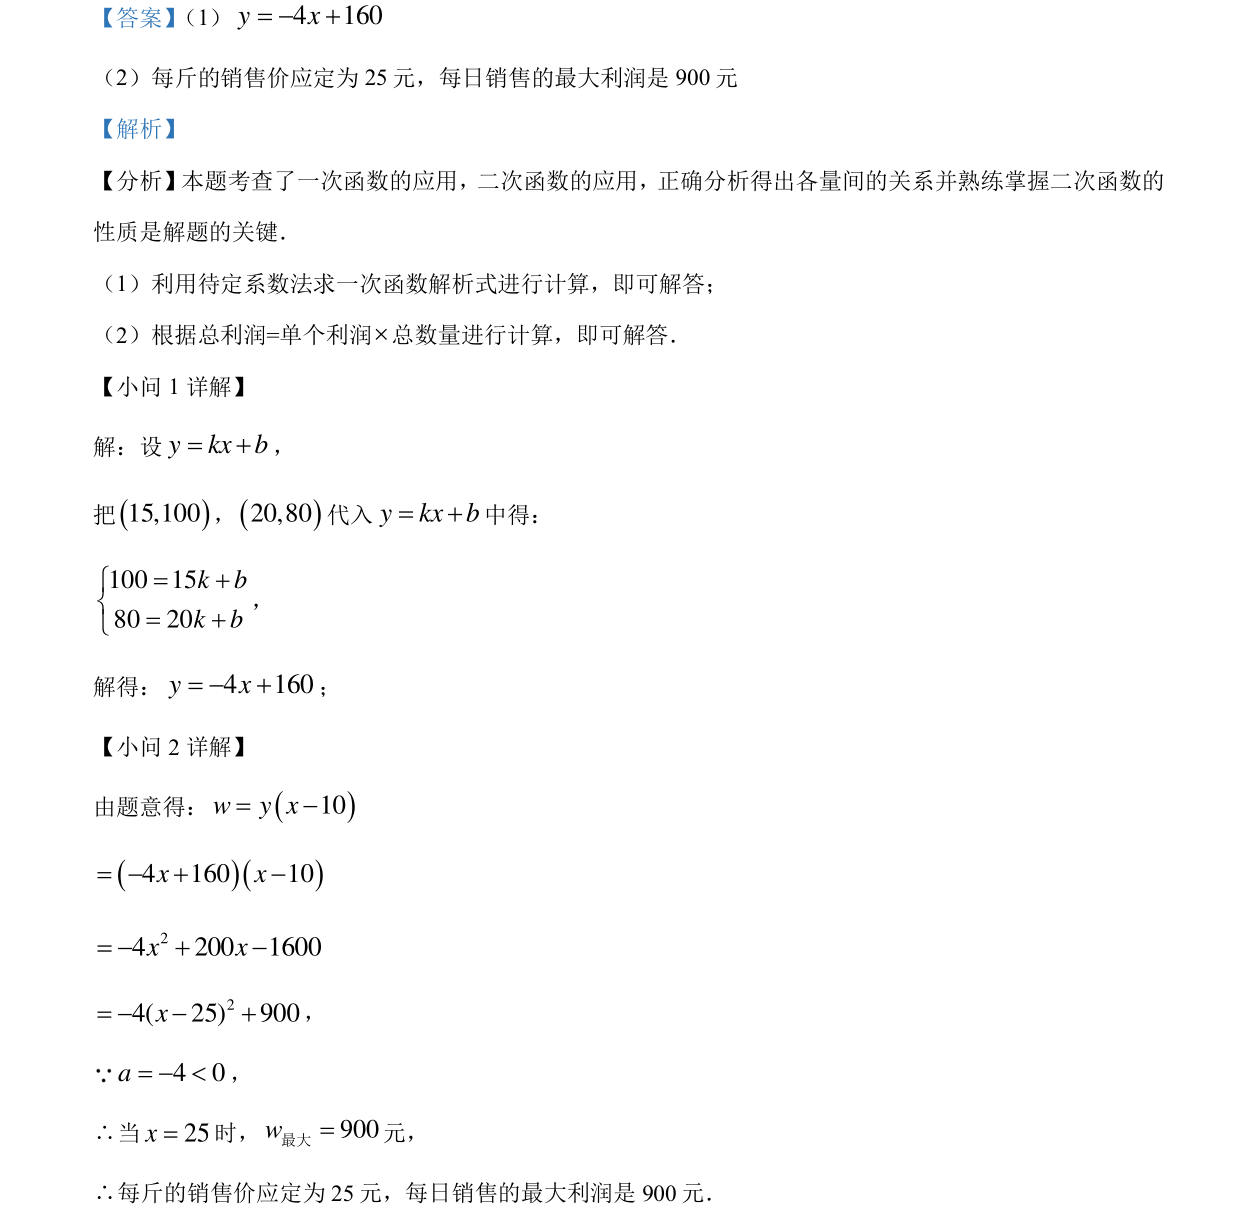 【答案】（1）y＝−4x＋160
（2）每斤的销售价应定为 25 元，每日销售的最大利润是 900 元
【解析】
【分析】本题考查了一次函数的应用，二次函数的应用，正确分析得出各量间的关系并熟练掌握二次函数的
性质是解题的关键．
（1）利用待定系数法求一次函数解析式进行计算，即可解答；
（2）根据总利润=单个利润×总数量进行计算，即可解答．
【小问 1 详解】
解：设 y = kx + b，
把 (15,100)，(20,80) 代入 y = kx + b 中得：
{100 = 15k + b
80 = 20k + b，
解得：y = −4x + 160；
【小问 2 详解】
由题意得：w = y(x − 10)
= (−4x + 160)(x − 10)
= −4x² + 200x − 1600
= −4(x − 25)² + 900，
∵ a = −4 < 0，
∴当 x = 25 时，w最大 = 900 元，
∴每斤的销售价应定为 25 元，每日销售的最大利润是 900 元．